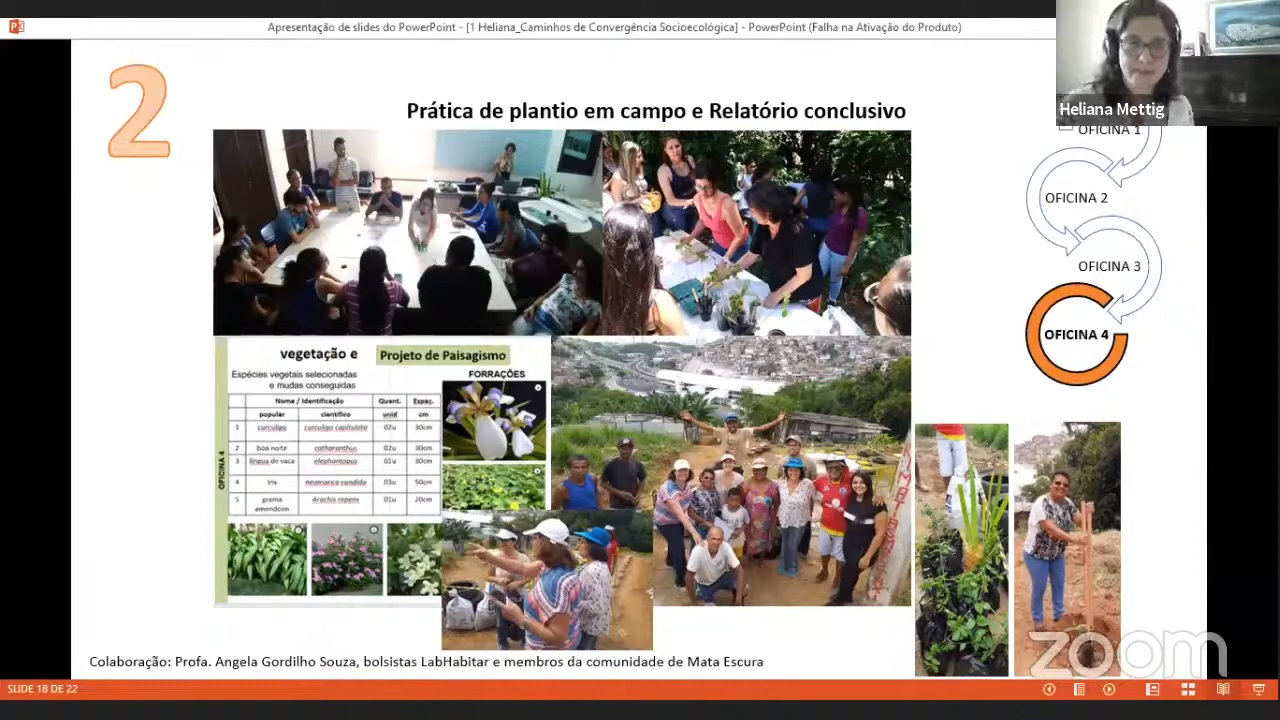 Apresentação de slides do PowerPoint - [1 Heliana_Caminhos de Convergência Socioecológica] - PowerPoint (Falha na Ativação do Produto)
Heliana Mettig
2
Prática de plantio em campo e Relatório conclusivo
OFICINA 1
OFICINA 2
OFICINA 3
OFICINA 4
vegetação e
Projeto de Paisagismo
Espécies vegetais selecionadas
e mudas conseguidas
FORRAÇÕES
Nome / Identificação Quant. Espaç.
popular científico unid cm
1 curculigo curculigo capitulata 02u 30cm
2 boa noite catharanthus 02u 30cm
3 língua de vaca elephantopus 01u 30cm
4 íris neomarica candida 03u 50cm
5 grama amendoim Arachis repens 01u 20cm
OFICINA 4
Colaboração: Profa. Angela Gordilho Souza, bolsistas LabHabitar e membros da comunidade de Mata Escura
zoom
SLIDE 18 DE 22